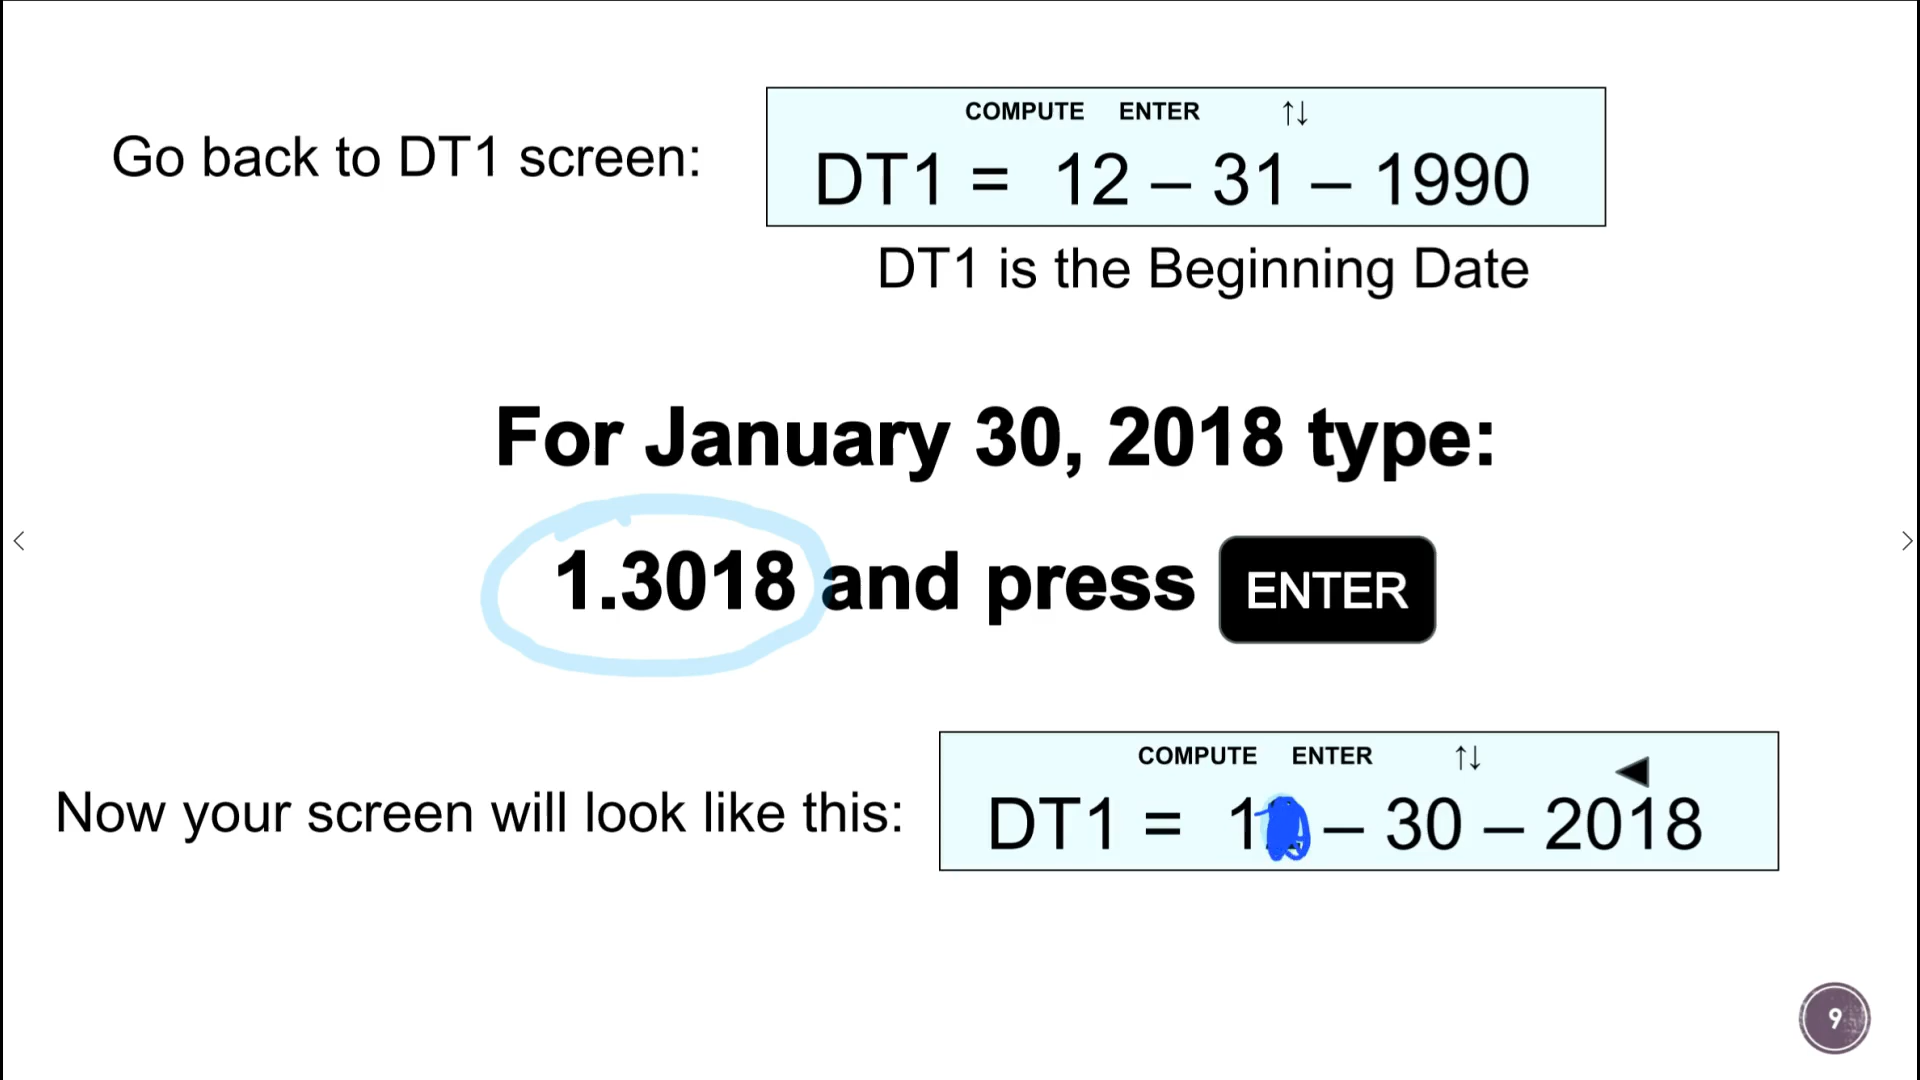 COMPUTE ENTER ↑↓
Go back to DT1 screen:
DT1 = 12 – 31 – 1990
DT1 is the Beginning Date
For January 30, 2018 type:
1.3018 and press ENTER
COMPUTE ENTER ↑↓
Now your screen will look like this:
DT1 = 1 – 30 – 2018
9